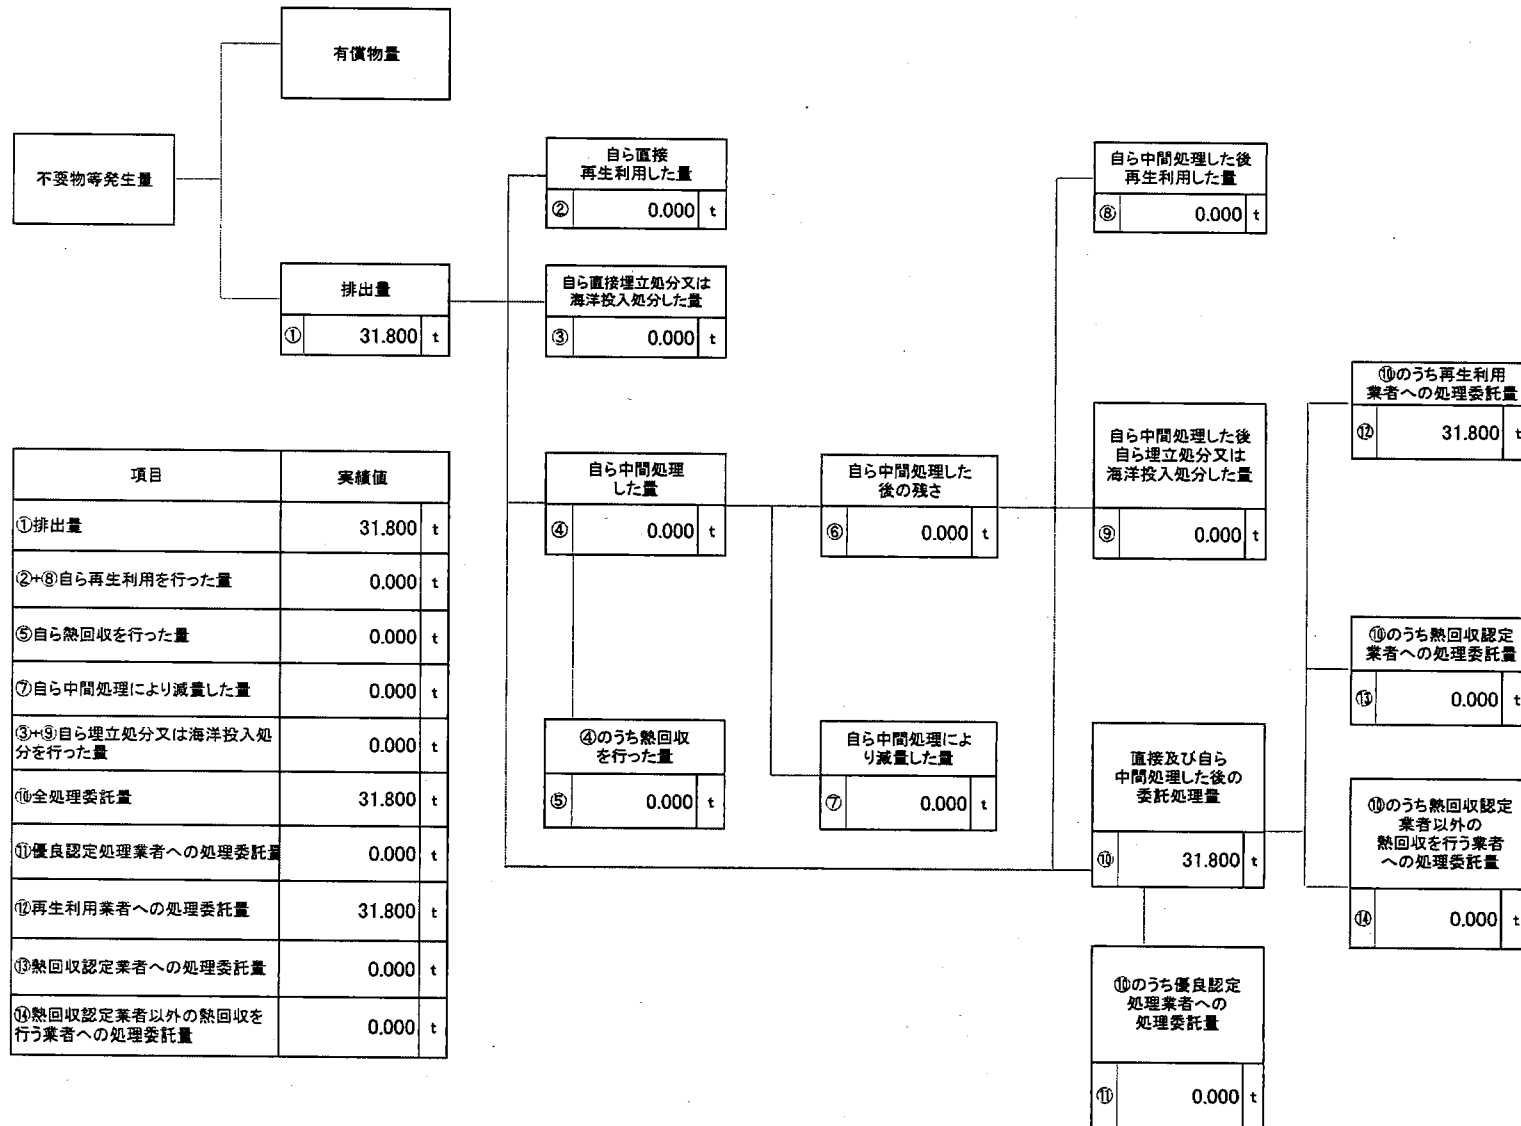 有償物量
不要物等発生量
排出量
① 31.800 t
自ら直接
再生利用した量
② 0.000 t
自ら直接埋立処分又は
海洋投入処分した量
③ 0.000 t
自ら中間処理
した量
④ 0.000 t
④のうち熱回収
を行った量
⑤ 0.000 t
自ら中間処理した
後の残さ
⑥ 0.000 t
自ら中間処理によ
り減量した量
⑦ 0.000 t
自ら中間処理した後
再生利用した量
⑧ 0.000 t
自ら中間処理した後
自ら埋立処分又は
海洋投入処分した量
⑨ 0.000 t
直接及び自ら
中間処理した後の
委託処理量
⑩ 31.800 t
⑩のうち優良認定
処理業者への
処理委託量
⑪ 0.000 t
⑩のうち再生利用
業者への処理委託量
⑫ 31.800 t
⑩のうち熱回収認定
業者への処理委託量
⑬ 0.000 t
⑩のうち熱回収認定
業者以外の
熱回収を行う業者
への処理委託量
⑭ 0.000 t
項目 実績値
①排出量 31.800 t
②+⑧自ら再生利用を行った量 0.000 t
⑤自ら熱回収を行った量 0.000 t
⑦自ら中間処理により減量した量 0.000 t
③+⑨自ら埋立処分又は海洋投入処
分を行った量 0.000 t
⑩全処理委託量 31.800 t
⑪優良認定処理業者への処理委託量 0.000 t
⑫再生利用業者への処理委託量 31.800 t
⑬熱回収認定業者への処理委託量 0.000 t
⑭熱回収認定業者以外の熱回収を
行う業者への処理委託量 0.000 t